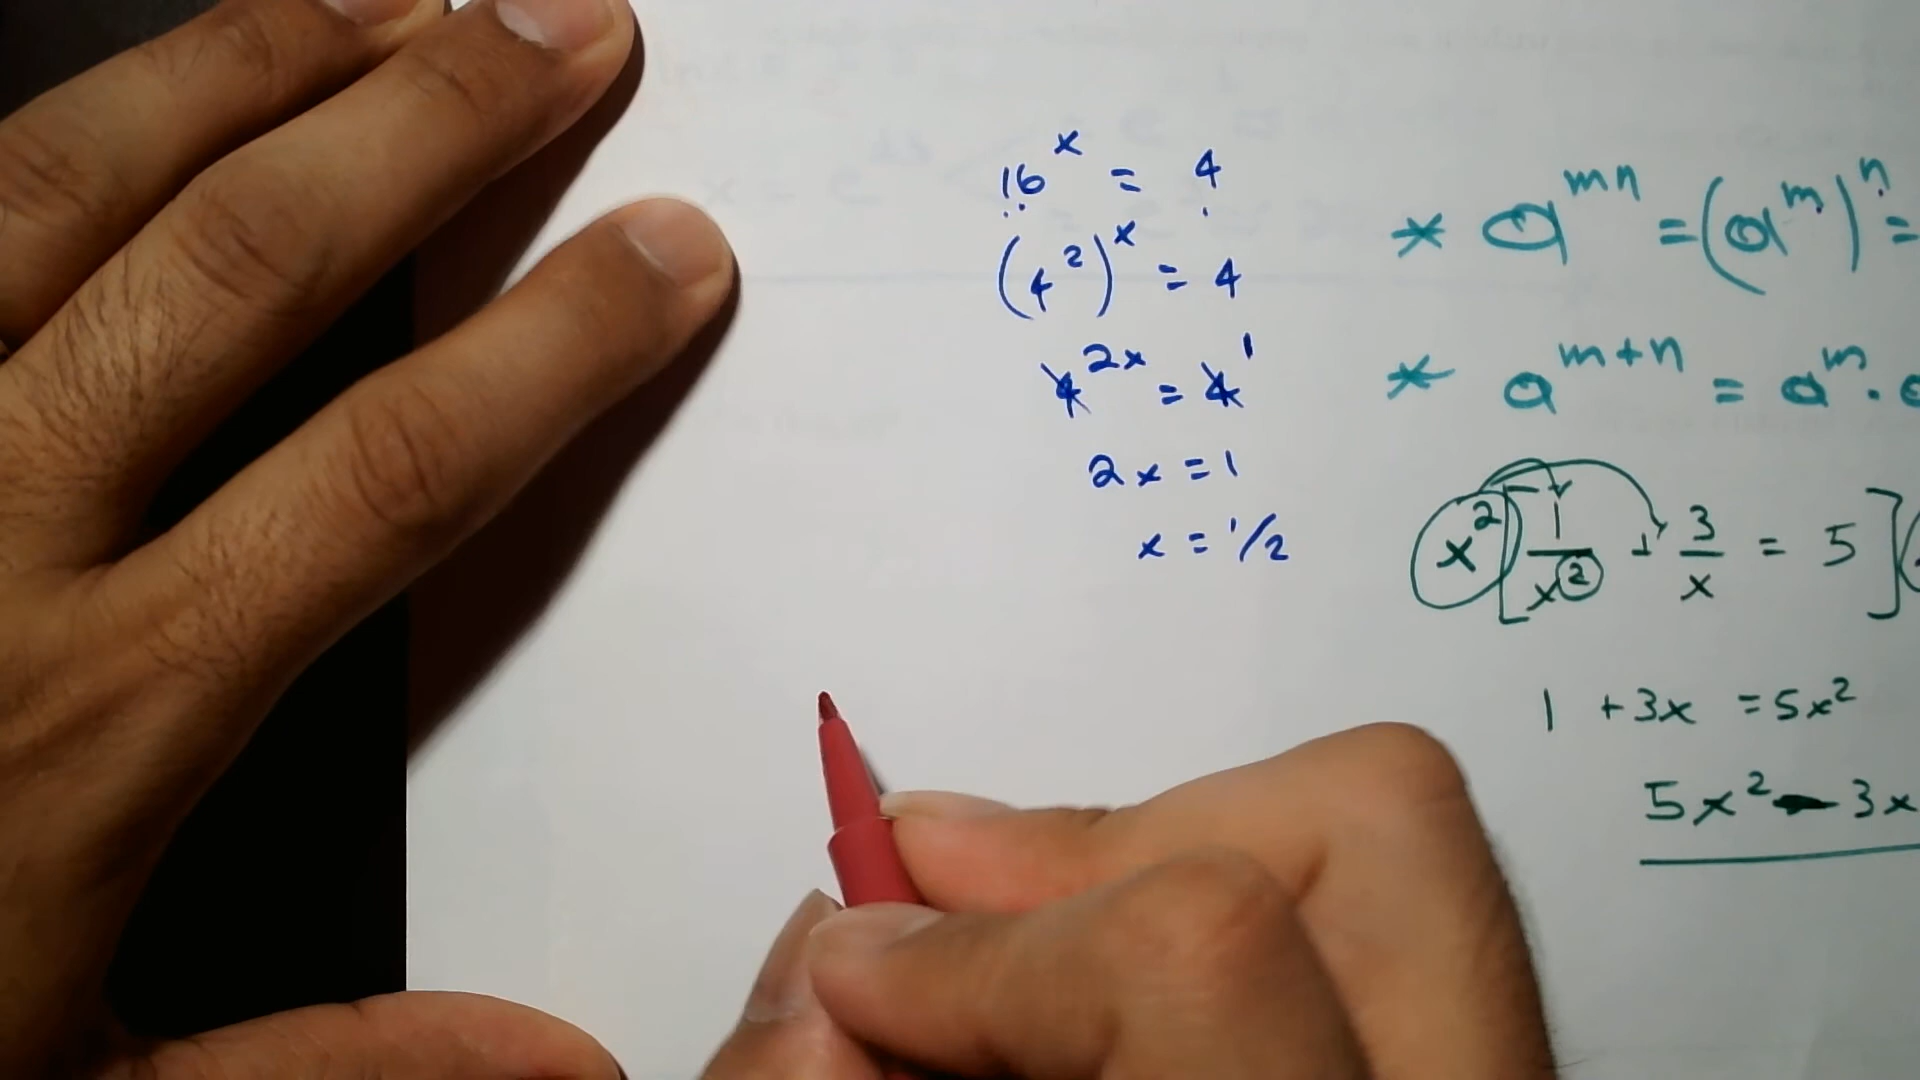 16^x = 4
(4^2)^x = 4
4^2x = 4^1
2x = 1
x = 1/2
* a^mn = (a^m)^n =
* a^m+n = a^m .
x^2 [ 1/x^2 + 3/x = 5 ]
1 + 3x = 5x^2
5x^2 - 3x